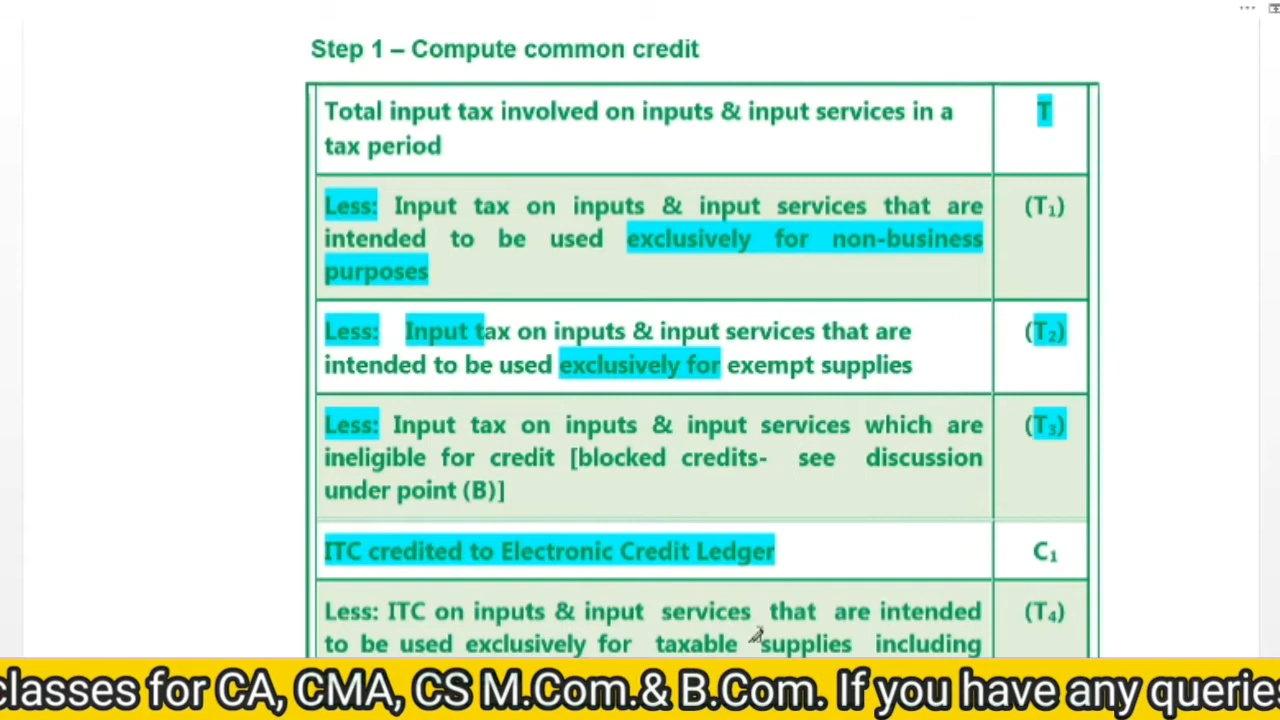 Step 1 – Compute common credit
Total input tax involved on inputs & input services in a
tax period
T
Less: Input tax on inputs & input services that are
intended to be used exclusively for non-business
purposes
(T₁)
Less: Input tax on inputs & input services that are
intended to be used exclusively for exempt supplies
(T₂)
Less: Input tax on inputs & input services which are
ineligible for credit [blocked credits- see discussion
under point (B)]
(T₃)
ITC credited to Electronic Credit Ledger
C₁
Less: ITC on inputs & input services that are intended
to be used exclusively for taxable supplies including
(T₄)
classes for CA, CMA, CS M.Com.& B.Com. If you have any queries